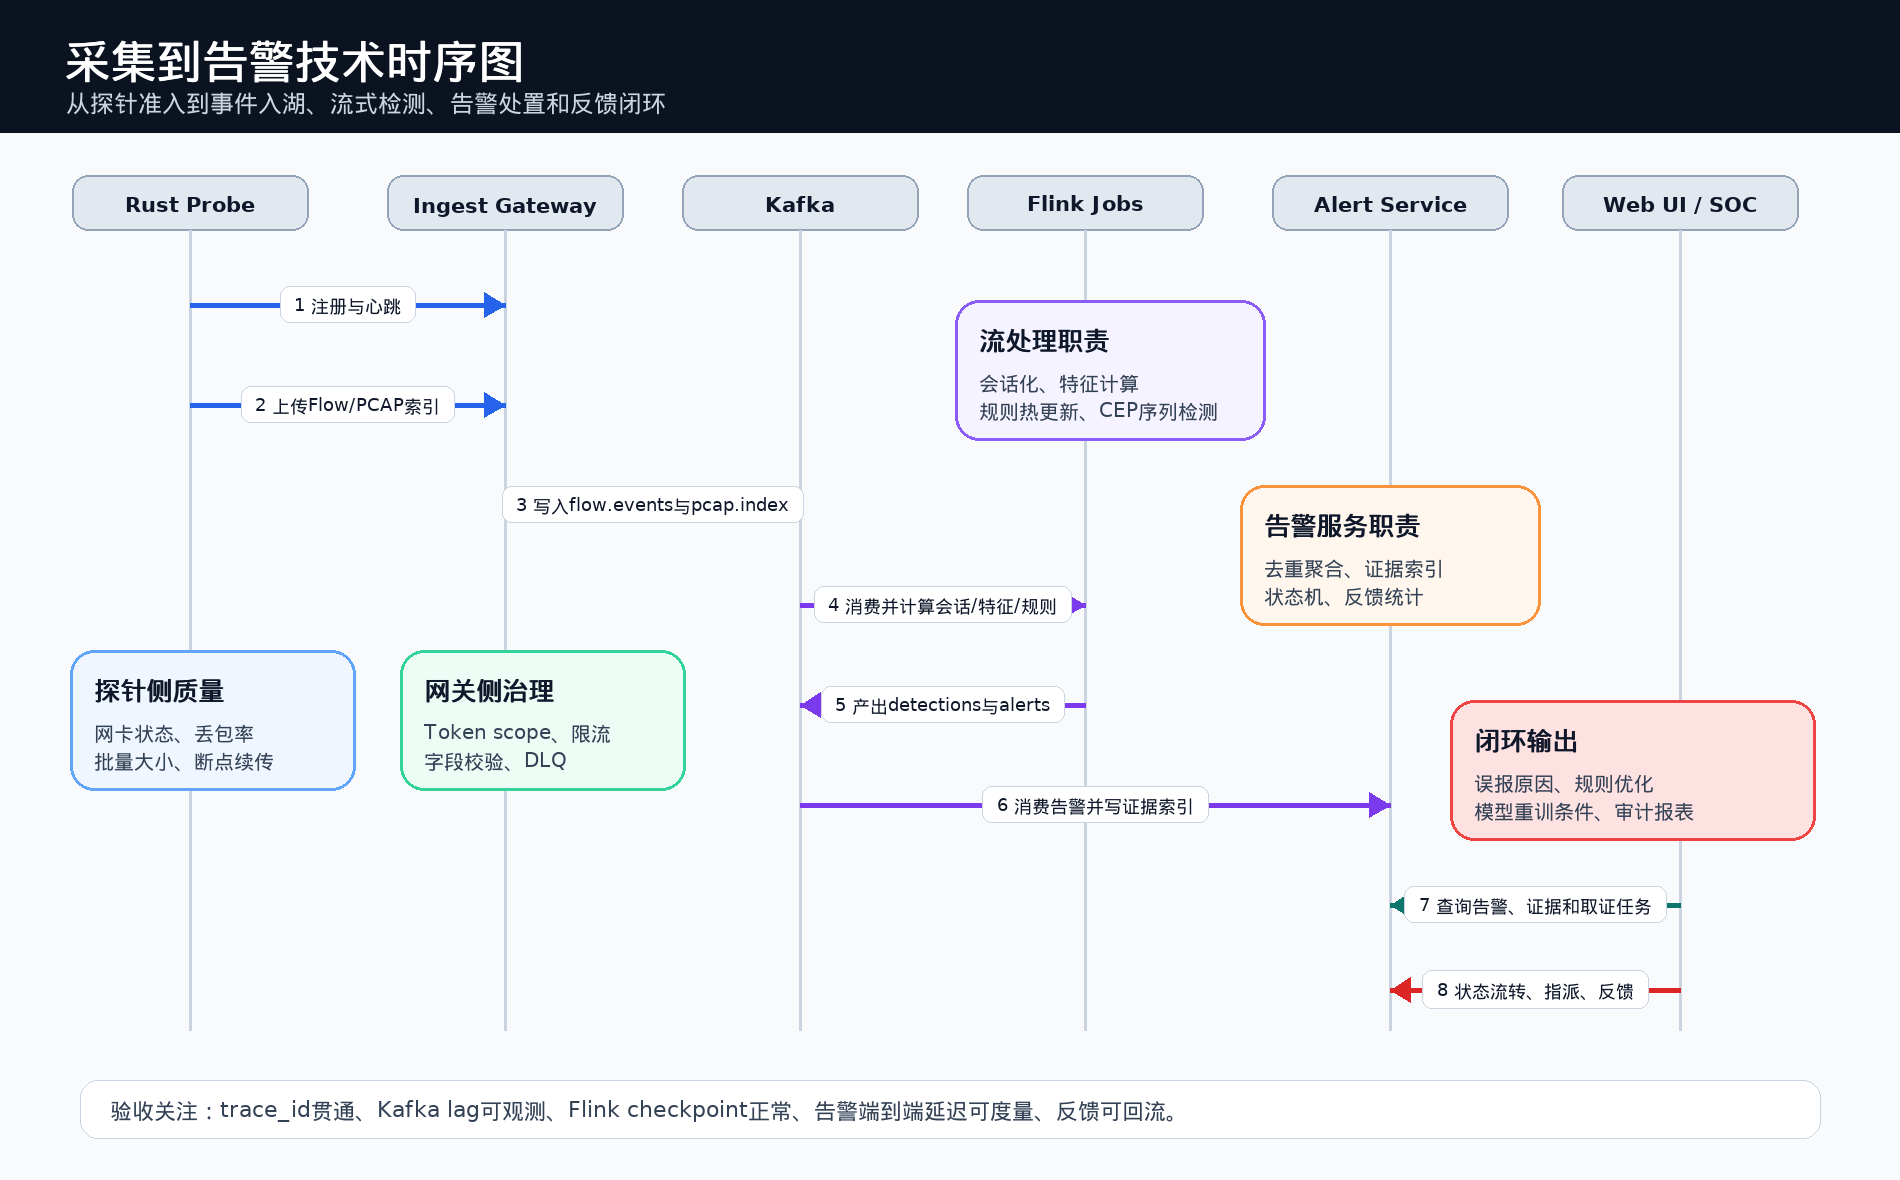 采集到告警技术时序图
从探针准入到事件入湖、流式检测、告警处置和反馈闭环
Rust Probe
Ingest Gateway
Kafka
Flink Jobs
Alert Service
Web UI / SOC
1 注册与心跳
流处理职责
会话化、特征计算
规则热更新、CEP序列检测
2 上传Flow/PCAP索引
3 写入flow.events与pcap.index
告警服务职责
去重聚合、证据索引
状态机、反馈统计
4 消费并计算会话/特征/规则
探针侧质量
网卡状态、丢包率
批量大小、断点续传
网关侧治理
Token scope、限流
字段校验、DLQ
5 产出detections与alerts
闭环输出
误报原因、规则优化
模型重训条件、审计报表
6 消费告警并写证据索引
7 查询告警、证据和取证任务
8 状态流转、指派、反馈
验收关注：trace_id贯通、Kafka lag可观测、Flink checkpoint正常、告警端到端延迟可度量、反馈可回流。